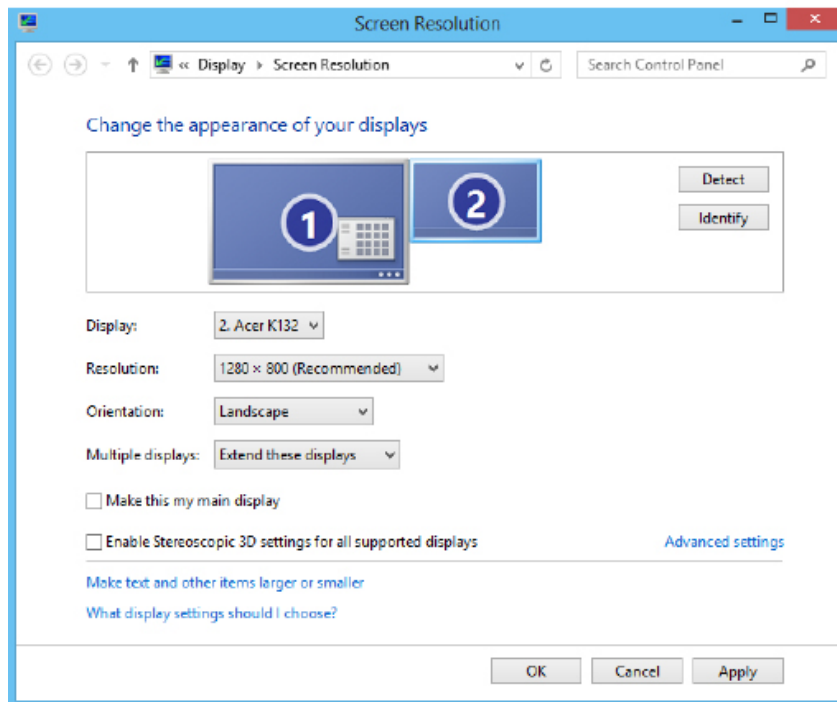 Screen Resolution
« Display ▸ Screen Resolution
Search Control Panel
Change the appearance of your displays
1
2
Detect
Identify
Display: 2. Acer K132
Resolution: 1280 × 800 (Recommended)
Orientation: Landscape
Multiple displays: Extend these displays
Make this my main display
Enable Stereoscopic 3D settings for all supported displays Advanced settings
Make text and other items larger or smaller
What display settings should I choose?
OK Cancel Apply